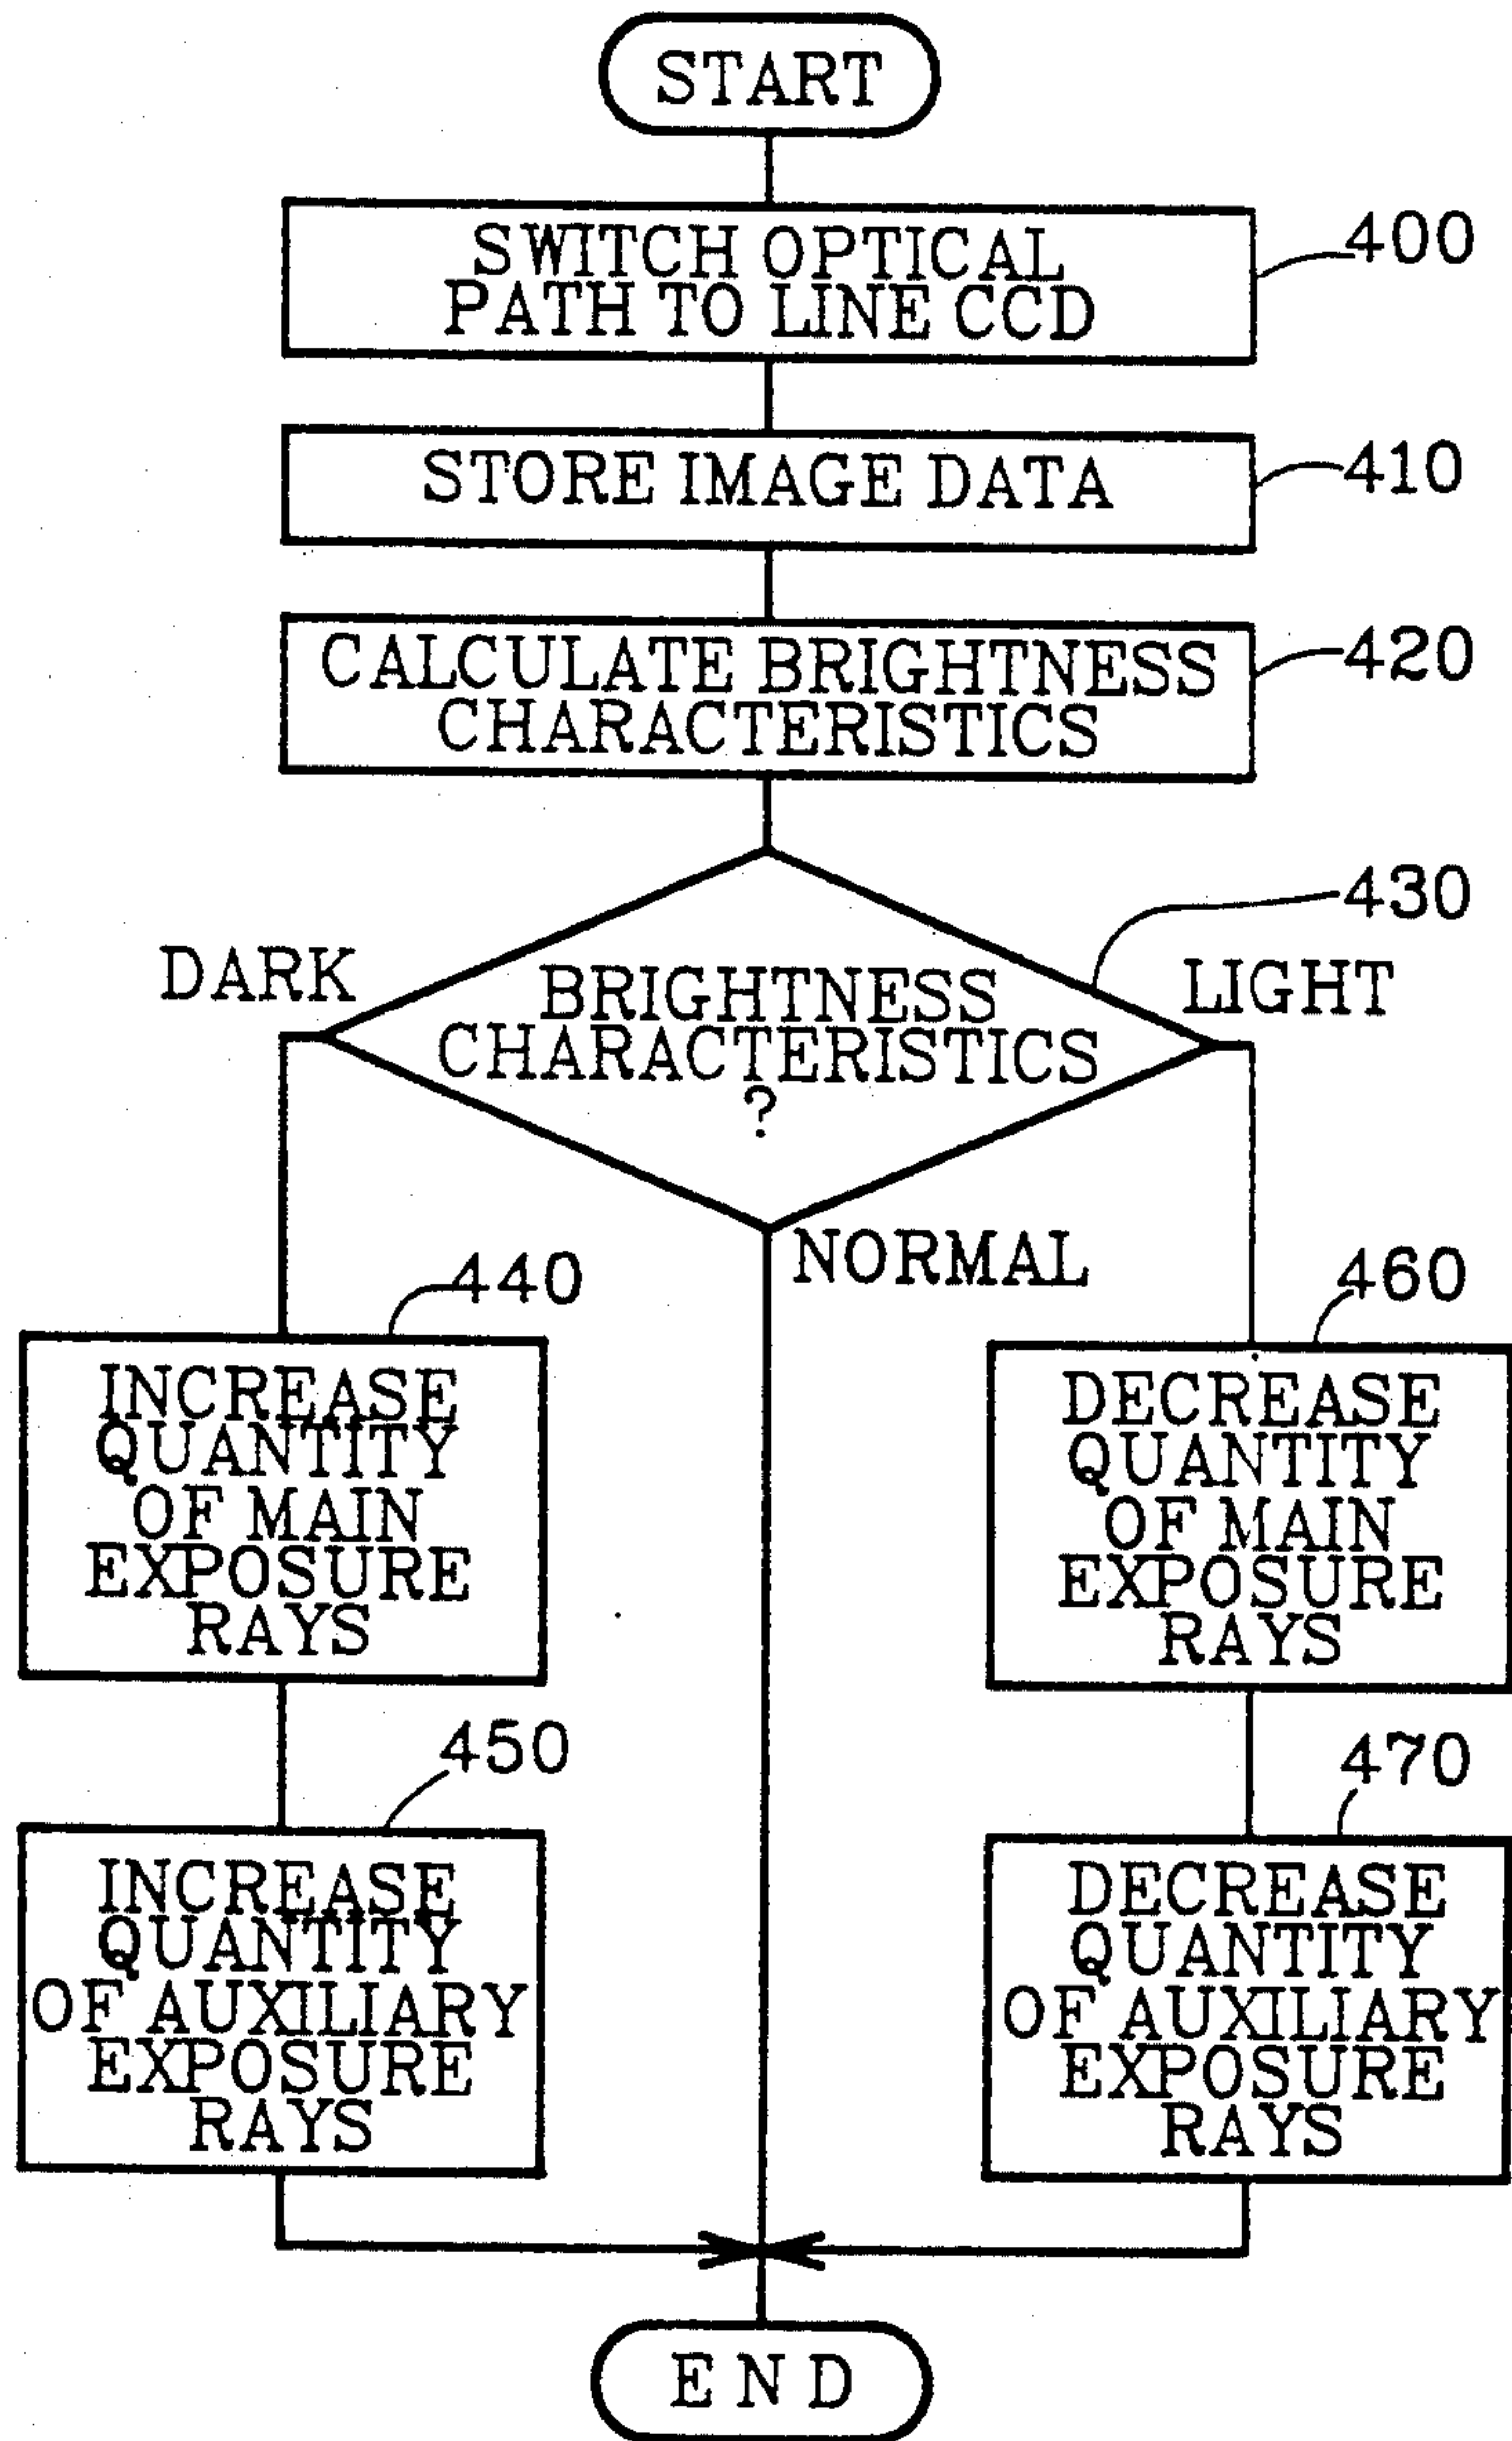 START
SWITCH OPTICAL
PATH TO LINE CCD
400
STORE IMAGE DATA
410
CALCULATE BRIGHTNESS
CHARACTERISTICS
420
430
DARK
BRIGHTNESS
CHARACTERISTICS
?
LIGHT
NORMAL
440
INCREASE
QUANTITY
OF MAIN
EXPOSURE
RAYS
450
INCREASE
QUANTITY
OF AUXILIARY
EXPOSURE
RAYS
460
DECREASE
QUANTITY
OF MAIN
EXPOSURE
RAYS
470
DECREASE
QUANTITY
OF AUXILIARY
EXPOSURE
RAYS
END